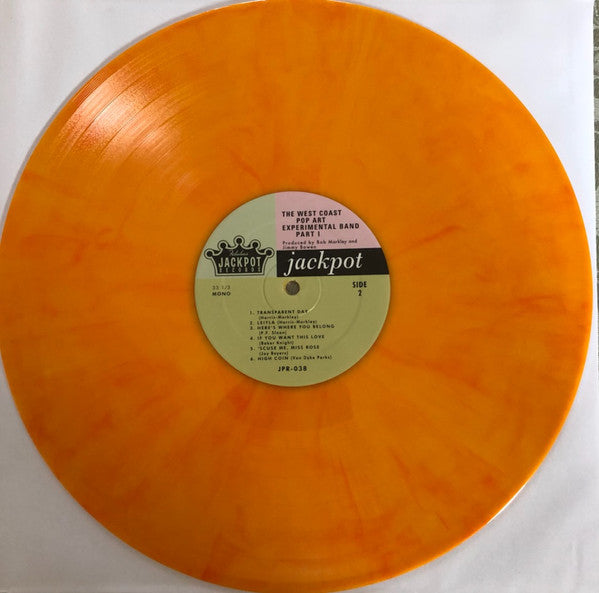 THE WEST COAST
POP ART
EXPERIMENTAL BAND
PART I
Produced by Bob Markley and
Jimmy Bowen
JACKPOT
RECORDS
jackpot
33 1/3
MONO
SIDE
2
1. TRANSPARENT DAY
(Harris-Markley)
2. LEIYLA (Harris-Markley)
3. HERE'S WHERE YOU BELONG
(P.F. Sloan)
4. IF YOU WANT THIS LOVE
(Baker Knight)
5. 'SCUSE ME, MISS ROSE
(Jay Boyers)
6. HIGH COIN (Van Dyke Parks)
JPR-038